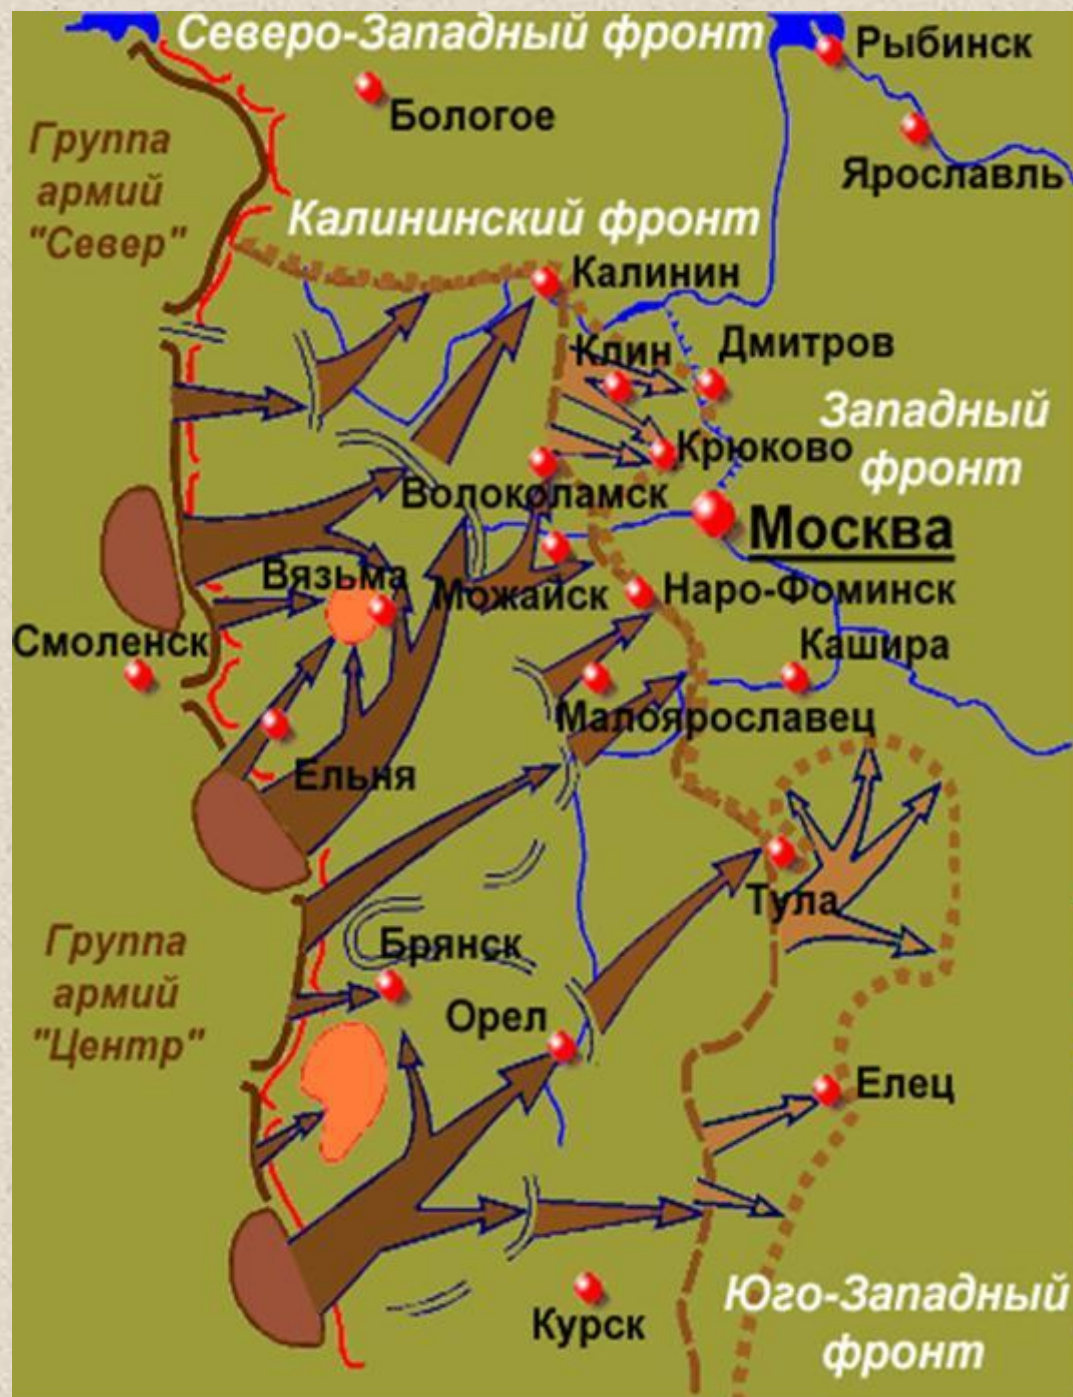 Северо-Западный фронт
Рыбинск
Бологое
Ярославль
Группа
армий
"Север"
Калининский фронт
Калинин
Клин
Дмитров
Западный
фронт
Крюково
Волоколамск
Москва
Вязьма
Можайск
Наро-Фоминск
Смоленск
Кашира
Малоярославец
Ельня
Тула
Группа
армий
"Центр"
Брянск
Орел
Елец
Курск
Юго-Западный
фронт